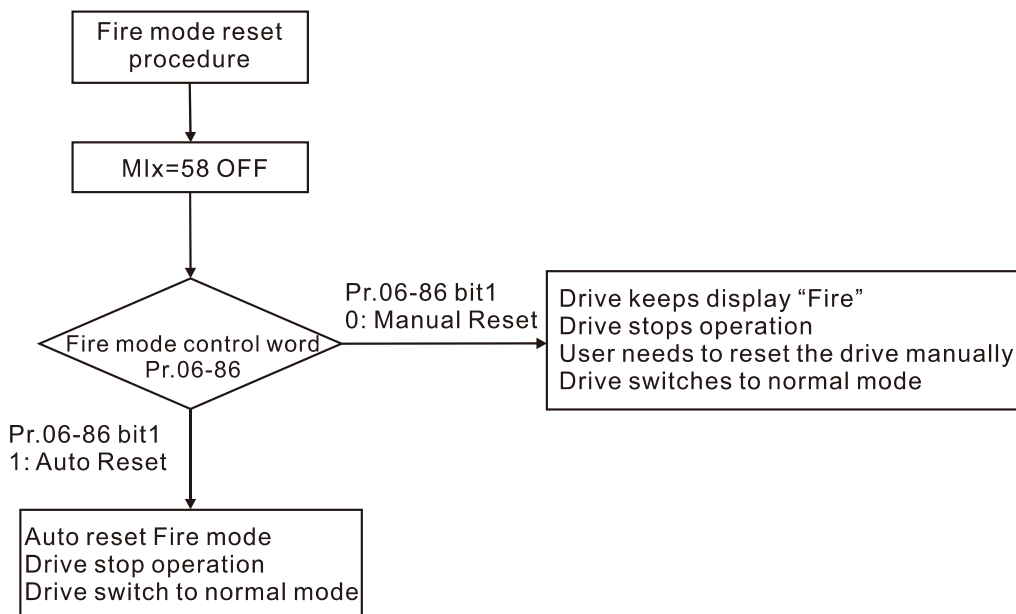 Fire mode reset
procedure
MIx=58 OFF
Fire mode control word
Pr.06-86
Pr.06-86 bit1
0: Manual Reset
Drive keeps display “Fire”
Drive stops operation
User needs to reset the drive manually
Drive switches to normal mode
Pr.06-86 bit1
1: Auto Reset
Auto reset Fire mode
Drive stop operation
Drive switch to normal mode